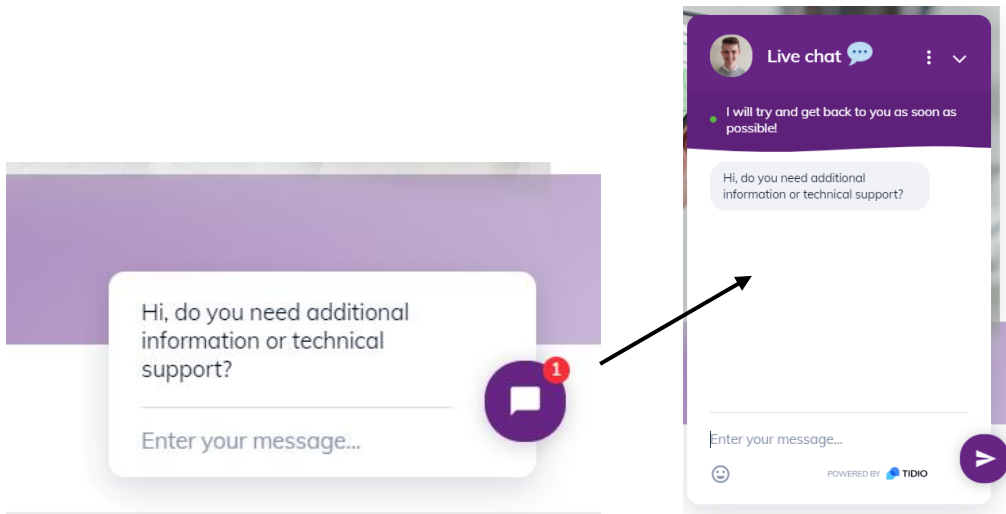 Hi, do you need additional
information or technical
support?
1
Enter your message...
Live chat 💬
I will try and get back to you as soon as
possible!
Hi, do you need additional
information or technical support?
Enter your message...
POWERED BY TIDIO